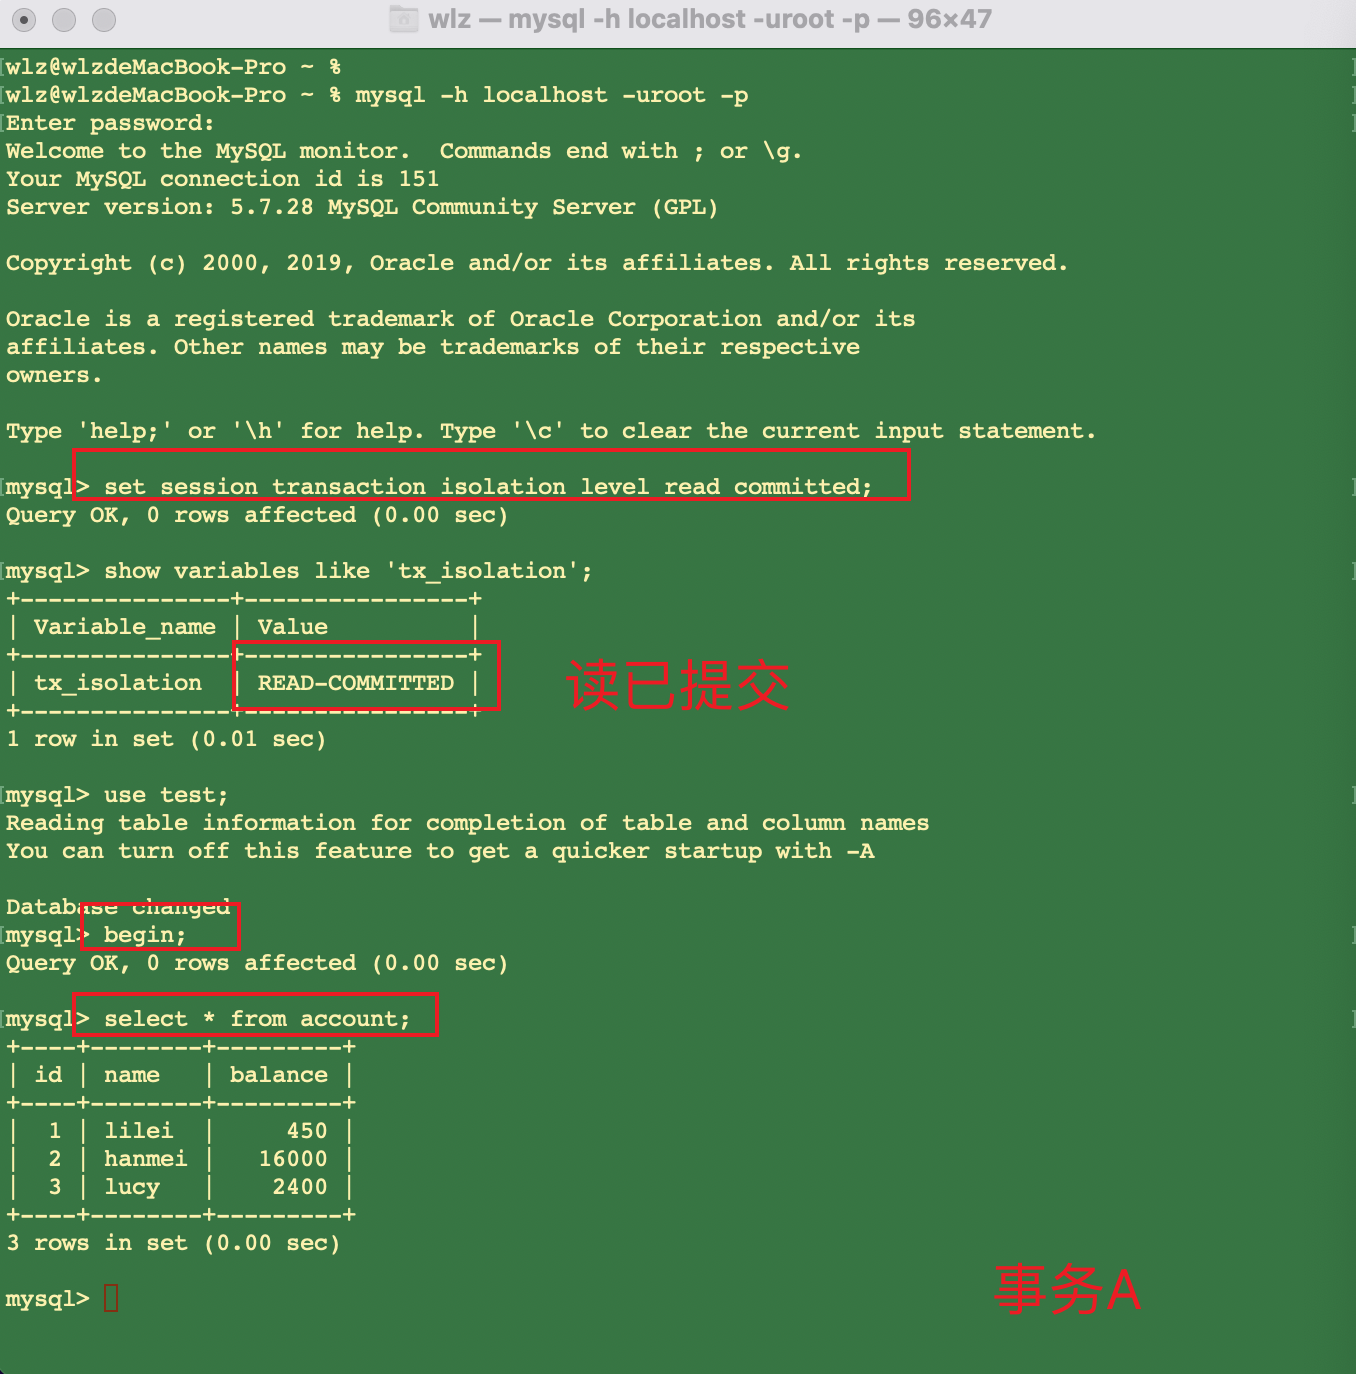 wlz — mysql -h localhost -uroot -p — 96×47
wlz@wlzdeMacBook-Pro ~ %
wlz@wlzdeMacBook-Pro ~ % mysql -h localhost -uroot -p
Enter password:
Welcome to the MySQL monitor.  Commands end with ; or \g.
Your MySQL connection id is 151
Server version: 5.7.28 MySQL Community Server (GPL)
Copyright (c) 2000, 2019, Oracle and/or its affiliates. All rights reserved.
Oracle is a registered trademark of Oracle Corporation and/or its
affiliates. Other names may be trademarks of their respective
owners.
Type 'help;' or '\h' for help. Type '\c' to clear the current input statement.
mysql> set session transaction isolation level read committed;
Query OK, 0 rows affected (0.00 sec)
mysql> show variables like 'tx_isolation';
+---------------+----------------+
| Variable_name | Value          |
+---------------+----------------+
| tx_isolation  | READ-COMMITTED |
读已提交
+---------------+----------------+
1 row in set (0.01 sec)
mysql> use test;
Reading table information for completion of table and column names
You can turn off this feature to get a quicker startup with -A
Database changed
mysql> begin;
Query OK, 0 rows affected (0.00 sec)
mysql> select * from account;
+----+--------+---------+
| id | name   | balance |
+----+--------+---------+
|  1 | lilei  |     450 |
|  2 | hanmei |   16000 |
|  3 | lucy   |    2400 |
+----+--------+---------+
3 rows in set (0.00 sec)
mysql>
事务A